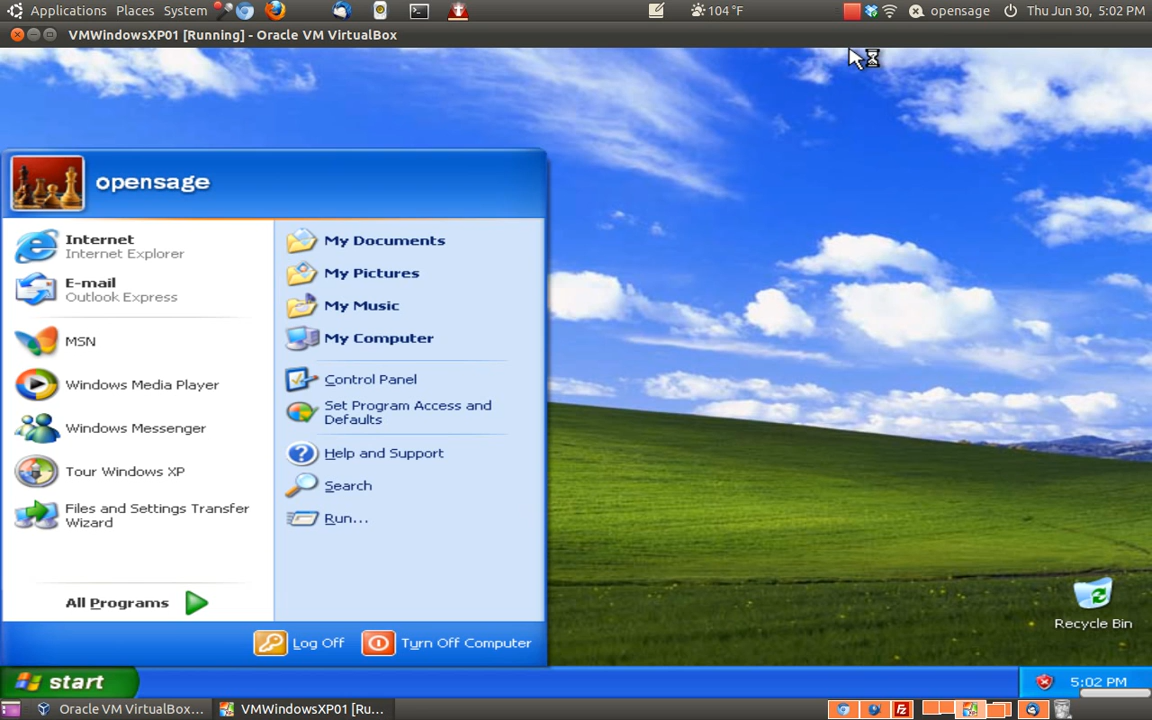 Applications Places System 104 °F opensage Thu Jun 30, 5:02 PM
VMWindowsXP01 [Running] - Oracle VM VirtualBox
opensage
Internet
Internet Explorer
E-mail
Outlook Express
MSN
Windows Media Player
Windows Messenger
Tour Windows XP
Files and Settings Transfer
Wizard
All Programs
My Documents
My Pictures
My Music
My Computer
Control Panel
Set Program Access and
Defaults
Help and Support
Search
Run...
Log Off Turn Off Computer
Recycle Bin
start 5:02 PM
Oracle VM VirtualBox... VMWindowsXP01 [Ru...